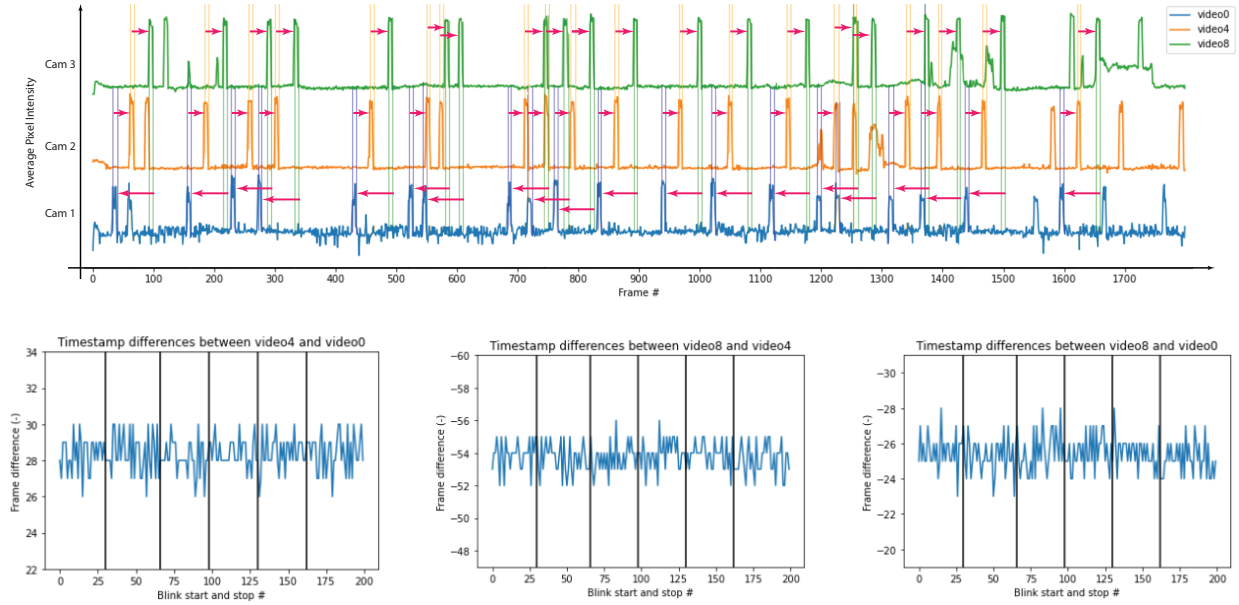 video0
video4
video8
Average Pixel Intensity
Cam 3
Cam 2
Cam 1
0 100 200 300 400 500 600 700 800 900 1000 1100 1200 1300 1400 1500 1600 1700
Frame #
Timestamp differences between video4 and video0
34
32
30
28
26
24
22
Frame difference (-)
0 25 50 75 100 125 150 175 200
Blink start and stop #
Timestamp differences between video8 and video4
−60
−58
−56
−54
−52
−50
−48
Frame difference (-)
0 25 50 75 100 125 150 175 200
Blink start and stop #
Timestamp differences between video8 and video0
−30
−28
−26
−24
−22
−20
Frame difference (-)
0 25 50 75 100 125 150 175 200
Blink start and stop #